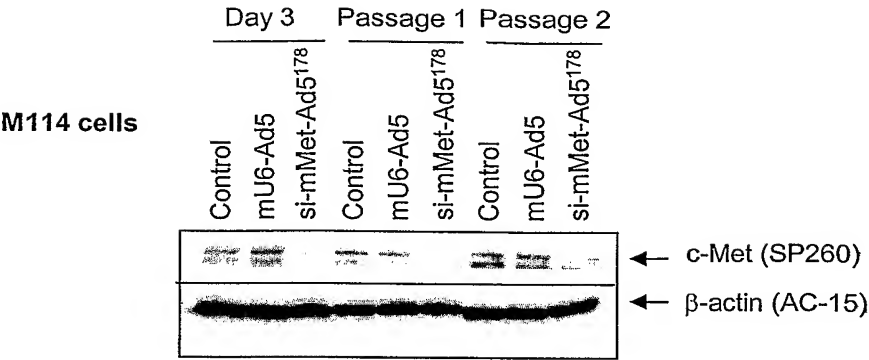 Day 3 Passage 1 Passage 2
M114 cells
Control
mU6-Ad5
si-mMet-Ad5178
Control
mU6-Ad5
si-mMet-Ad5178
Control
mU6-Ad5
si-mMet-Ad5178
c-Met (SP260)
β-actin (AC-15)